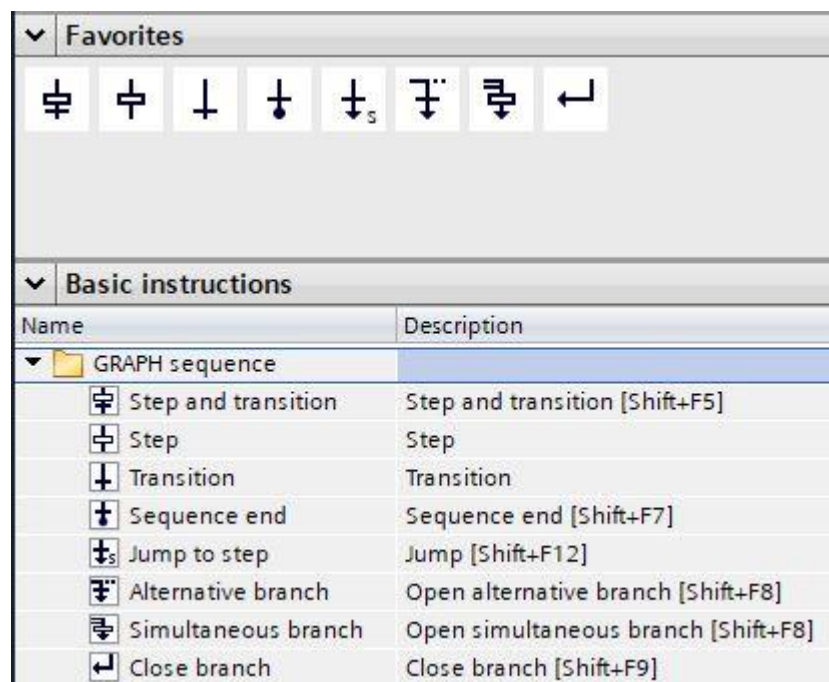 Favorites
s
Basic instructions
Name Description
GRAPH sequence
Step and transition Step and transition [Shift+F5]
Step Step
Transition Transition
Sequence end Sequence end [Shift+F7]
s Jump to step Jump [Shift+F12]
Alternative branch Open alternative branch [Shift+F8]
Simultaneous branch Open simultaneous branch [Shift+F8]
Close branch Close branch [Shift+F9]